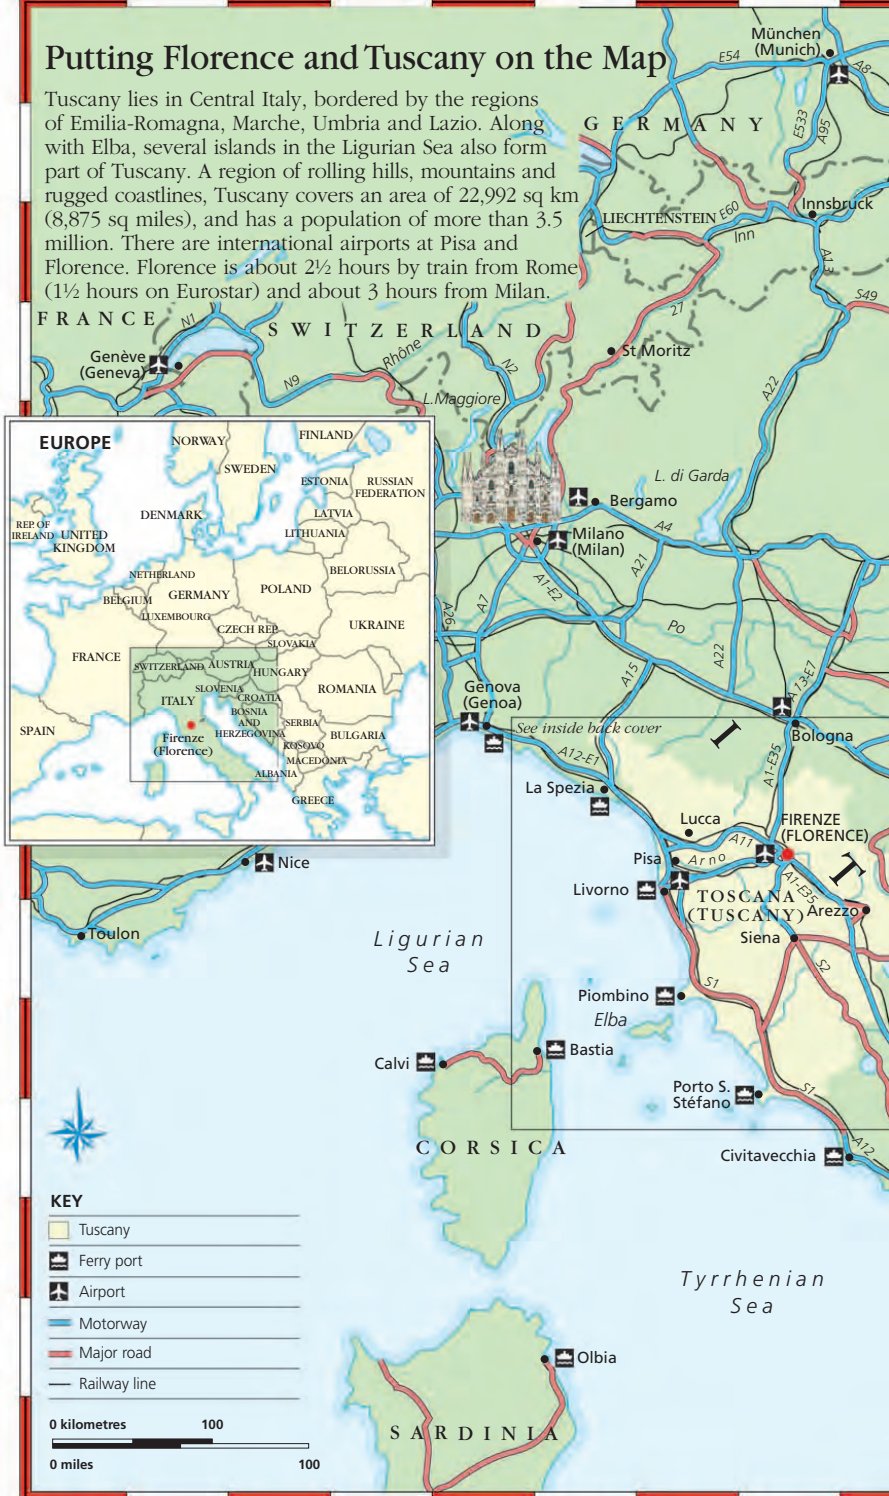 Putting Florence and Tuscany on the Map
Tuscany lies in Central Italy, bordered by the regions
of Emilia-Romagna, Marche, Umbria and Lazio. Along
with Elba, several islands in the Ligurian Sea also form
part of Tuscany. A region of rolling hills, mountains and
rugged coastlines, Tuscany covers an area of 22,992 sq km
(8,875 sq miles), and has a population of more than 3.5
million. There are international airports at Pisa and
Florence. Florence is about 2½ hours by train from Rome
(1½ hours on Eurostar) and about 3 hours from Milan.
München
(Munich)
E54
A8
E533
A95
GERMANY
LIECHTENSTEIN
E60
Inn
Innsbruck
A13
S49
FRANCE
N1
SWITZERLAND
27
Genève
(Geneva)
Rhône
N9
N2
St Moritz
L.Maggiore
A22
EUROPE
NORWAY
FINLAND
SWEDEN
ESTONIA
RUSSIAN
FEDERATION
LATVIA
DENMARK
LITHUANIA
REP. OF
IRELAND
UNITED
KINGDOM
BELORUSSIA
NETHERLAND
BELGIUM
GERMANY
POLAND
LUXEMBOURG
CZECH REP.
UKRAINE
SLOVAKIA
FRANCE
SWITZERLAND
AUSTRIA
HUNGARY
SLOVENIA
CROATIA
ROMANIA
ITALY
BOSNIA
AND
HERZEGOVINA
SERBIA
SPAIN
Firenze
(Florence)
KOSOVO
BULGARIA
MACEDONIA
ALBANIA
GREECE
L. di Garda
Bergamo
A4
Milano
(Milan)
A21
A1-E2
A7
A26
Po
A22
A15
A13-E7
Genova
(Genoa)
See inside back cover
I
Bologna
A12-E1
A1-E35
La Spezia
Lucca
FIRENZE
(FLORENCE)
A11
Pisa
Arno
T
Nice
Livorno
A1-E35
TOSCANA
(TUSCANY)
Arezzo
Toulon
Siena
Ligurian
Sea
S2
S1
Piombino
Elba
Bastia
Calvi
Porto S.
Stéfano
S1
CORSICA
A12
Civitavecchia
KEY
Tuscany
Ferry port
Airport
Motorway
Major road
Railway line
Tyrrhenian
Sea
Olbia
SARDINIA
0 kilometres 100
0 miles 100